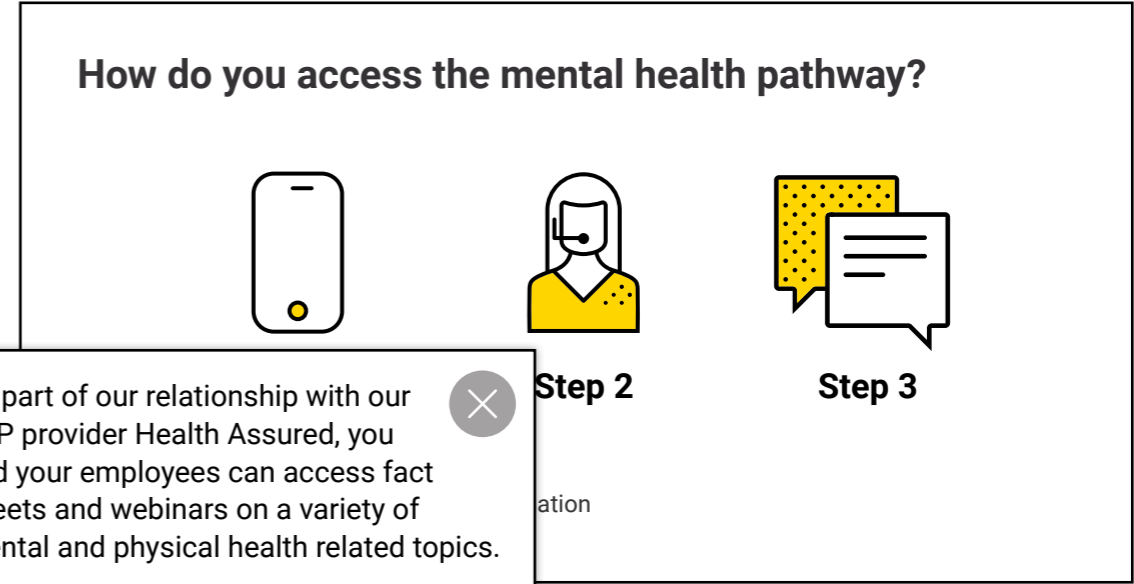 How do you access the mental health pathway?
Step 2
Step 3
part of our relationship with our
P provider Health Assured, you
d your employees can access fact
eets and webinars on a variety of
ental and physical health related topics.
ation